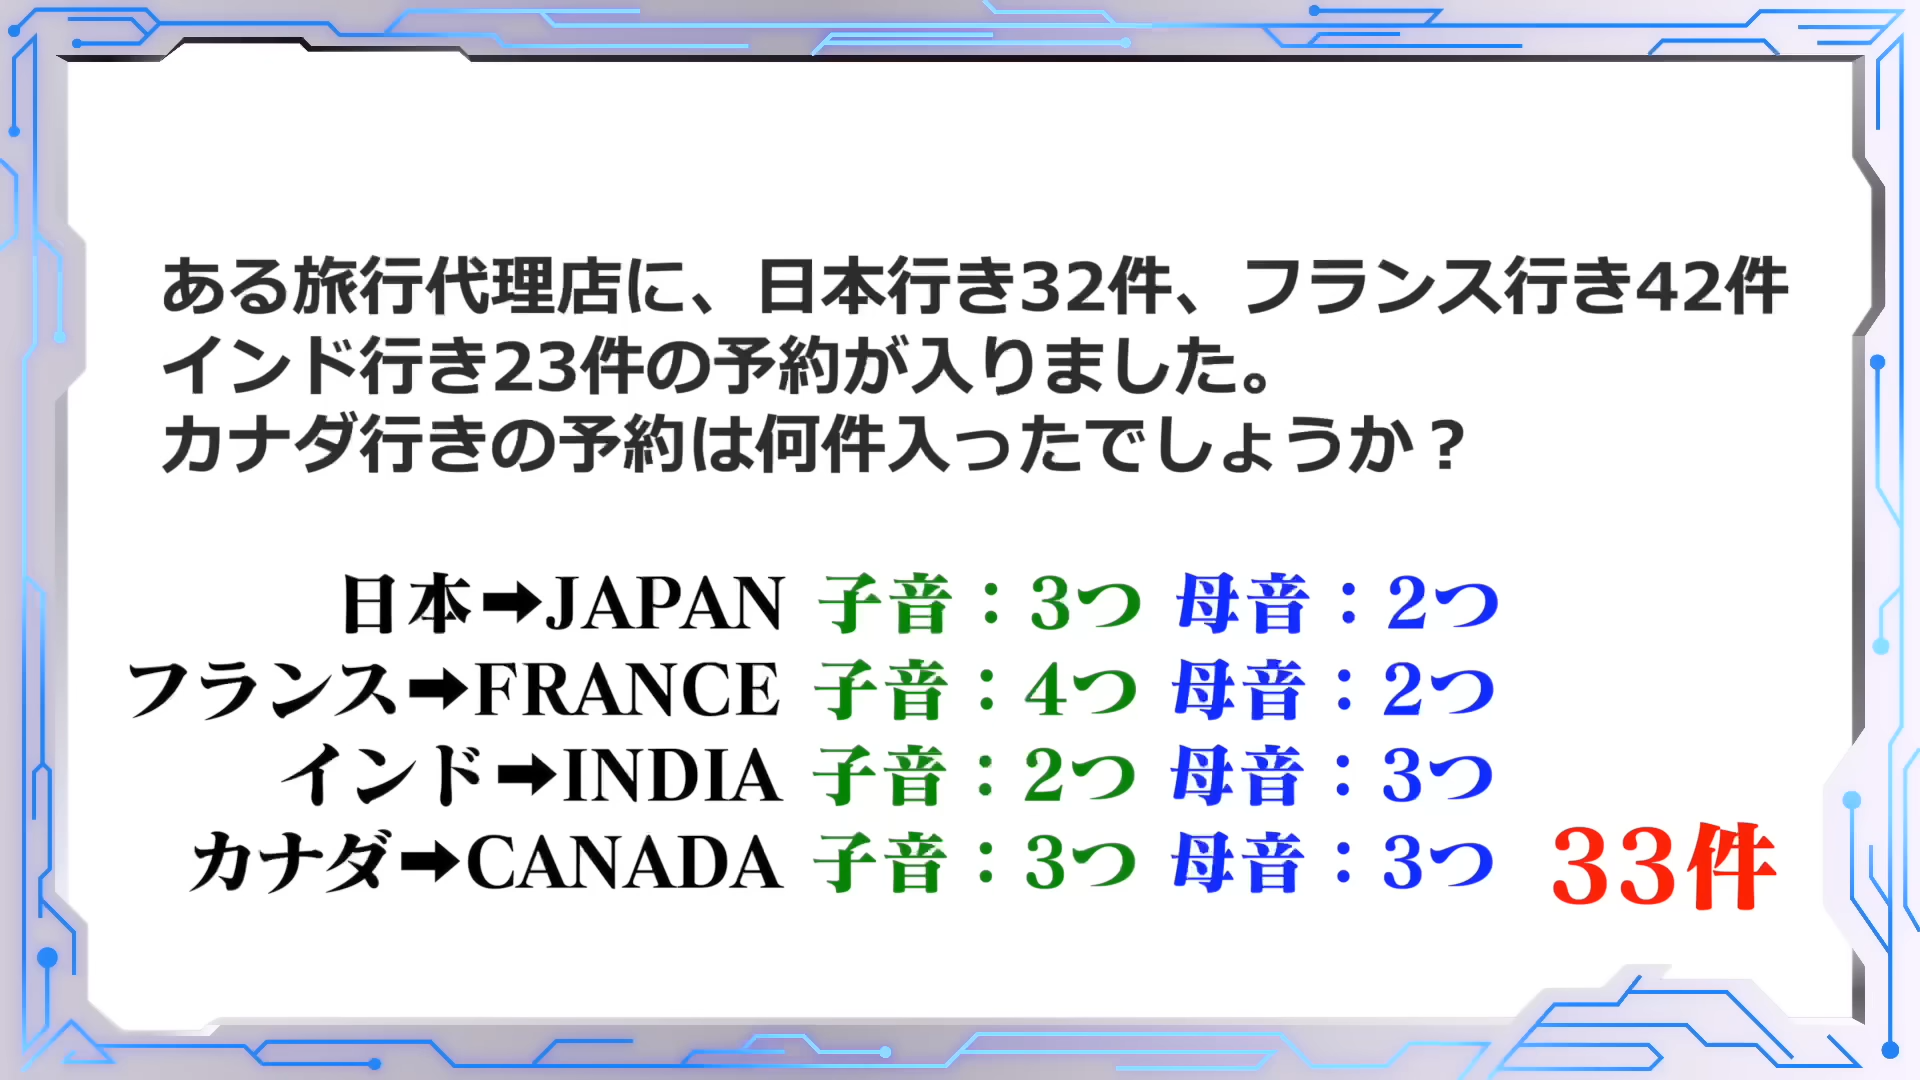 ある旅行代理店に、日本行き32件、フランス行き42件
インド行き23件の予約が入りました。
カナダ行きの予約は何件入ったでしょうか？
日本➡JAPAN 子音：3つ 母音：2つ
フランス➡FRANCE 子音：4つ 母音：2つ
インド➡INDIA 子音：2つ 母音：3つ
カナダ➡CANADA 子音：3つ 母音：3つ 33件